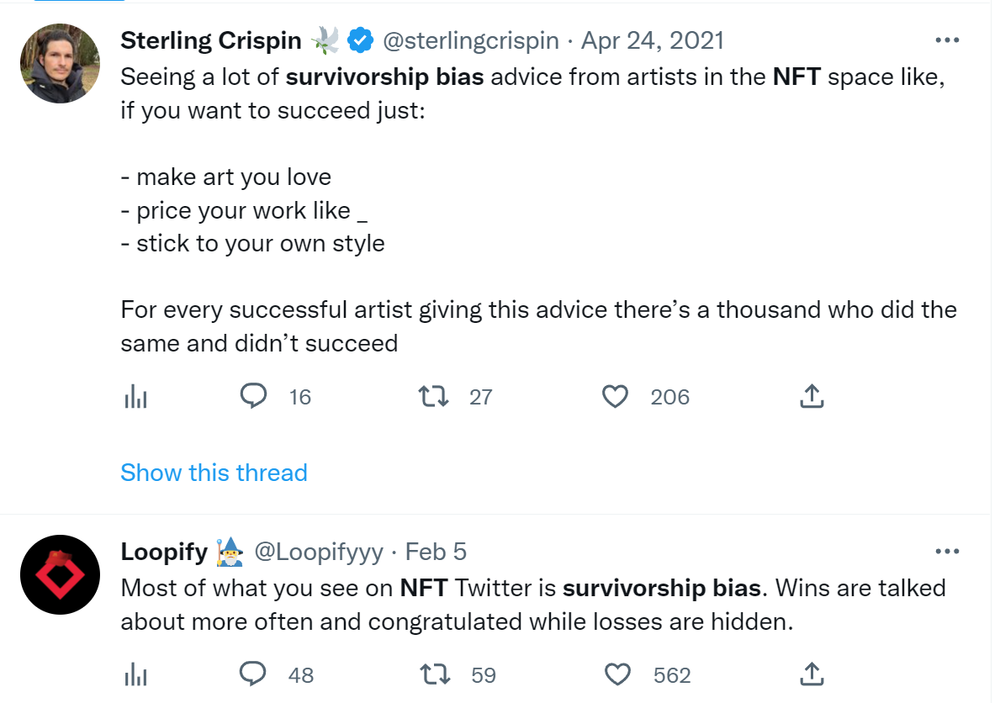 Sterling Crispin 🕊️ @sterlingcrispin · Apr 24, 2021
Seeing a lot of survivorship bias advice from artists in the NFT space like,
if you want to succeed just:
- make art you love
- price your work like _
- stick to your own style
For every successful artist giving this advice there’s a thousand who did the
same and didn’t succeed
16 27 206
Show this thread
Loopify 🧙‍♂️ @Loopifyyy · Feb 5
Most of what you see on NFT Twitter is survivorship bias. Wins are talked
about more often and congratulated while losses are hidden.
48 59 562